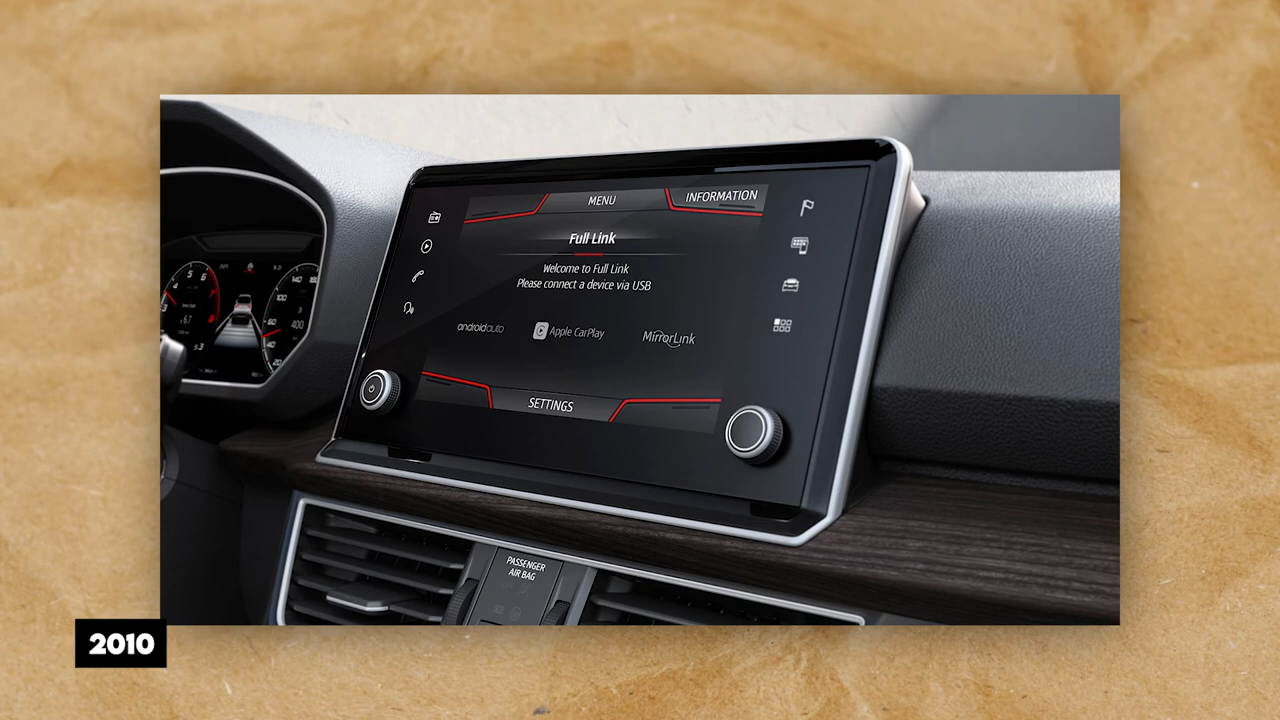 MENU
INFORMATION
Full Link
Welcome to Full Link
Please connect a device via USB
androidauto
Apple CarPlay
MirrorLink
SETTINGS
PASSENGER
AIR BAG
2010